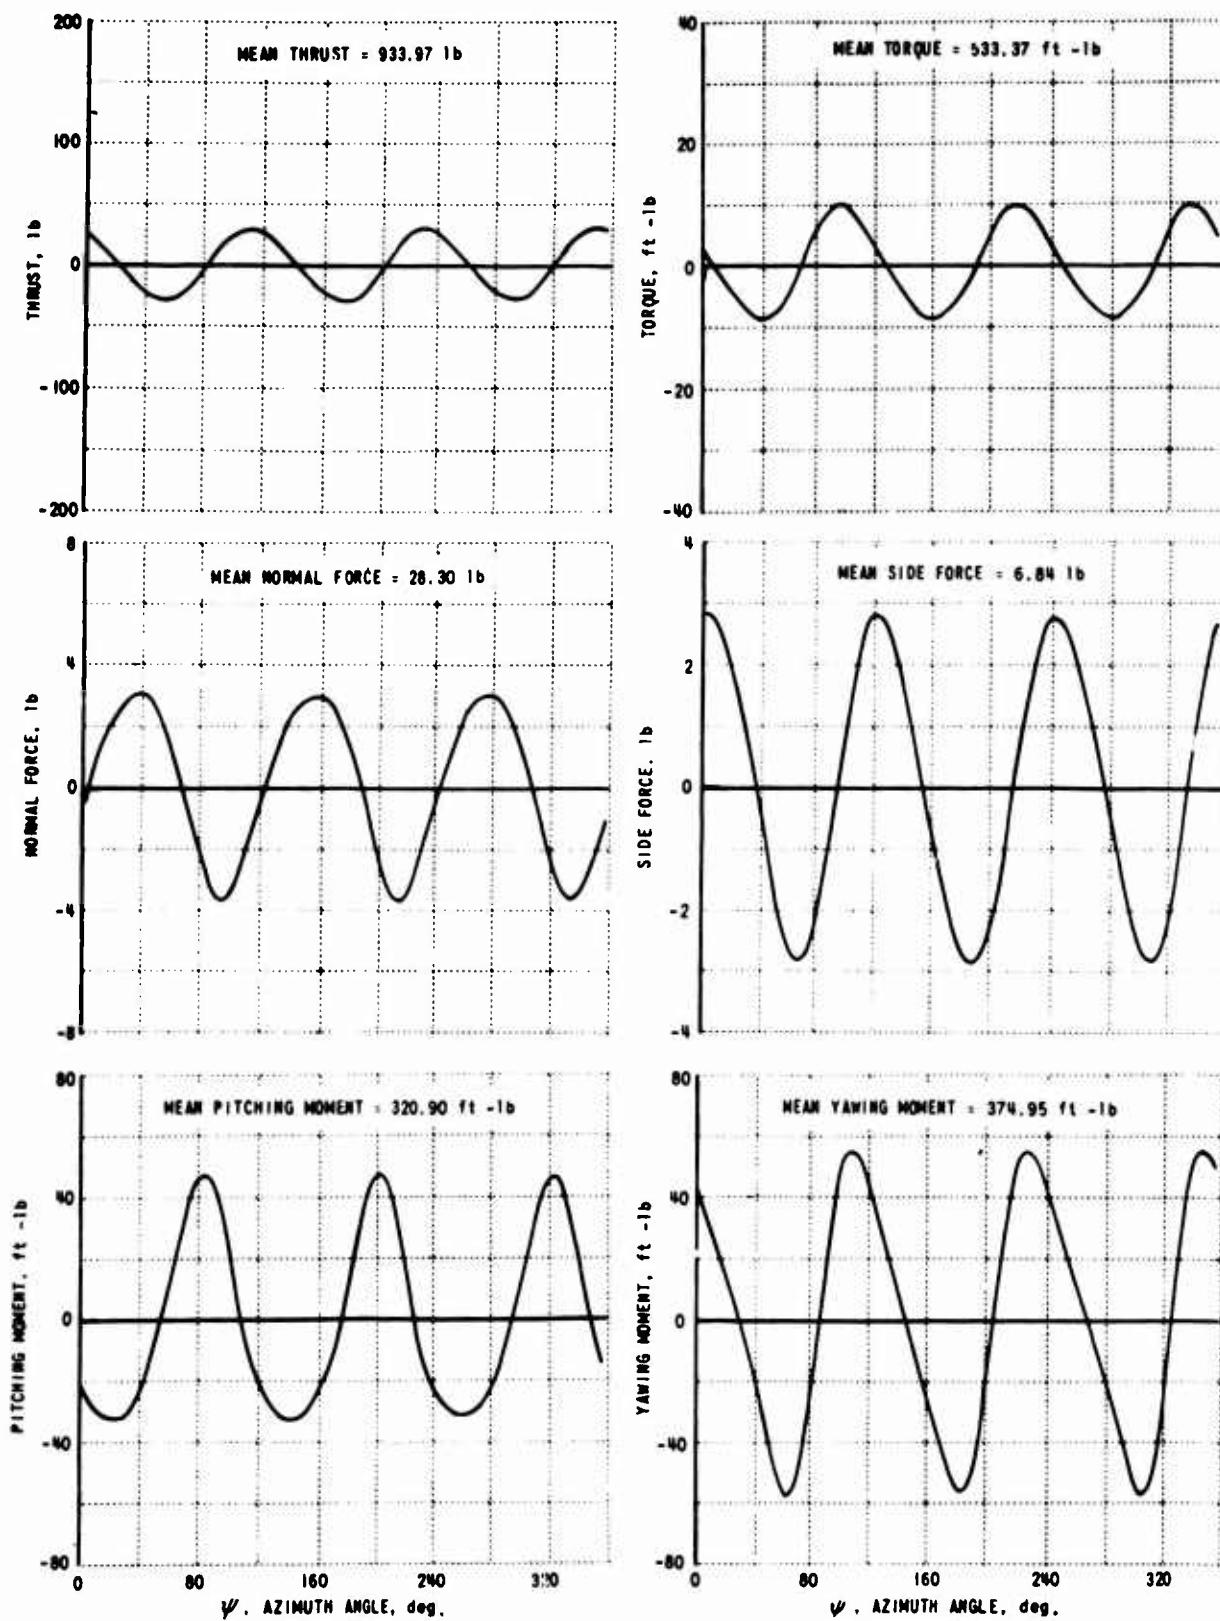 200
MEAN THRUST = 933.97 lb
100
0
-100
-200
THRUST, lb
40
MEAN TORQUE = 533.37 ft -lb
20
0
-20
-40
TORQUE, ft -lb
8
MEAN NORMAL FORCE = 28.30 lb
4
0
-4
-8
NORMAL FORCE, lb
4
MEAN SIDE FORCE = 6.84 lb
2
0
-2
-4
SIDE FORCE, lb
80
MEAN PITCHING MOMENT = 320.90 ft -lb
40
0
-40
-80
PITCHING MOMENT, ft -lb
0 80 160 240 320
ψ, AZIMUTH ANGLE, deg.
80
MEAN YAWING MOMENT = 374.95 ft -lb
40
0
-40
-80
YAWING MOMENT, ft -lb
0 80 160 240 320
ψ, AZIMUTH ANGLE, deg.